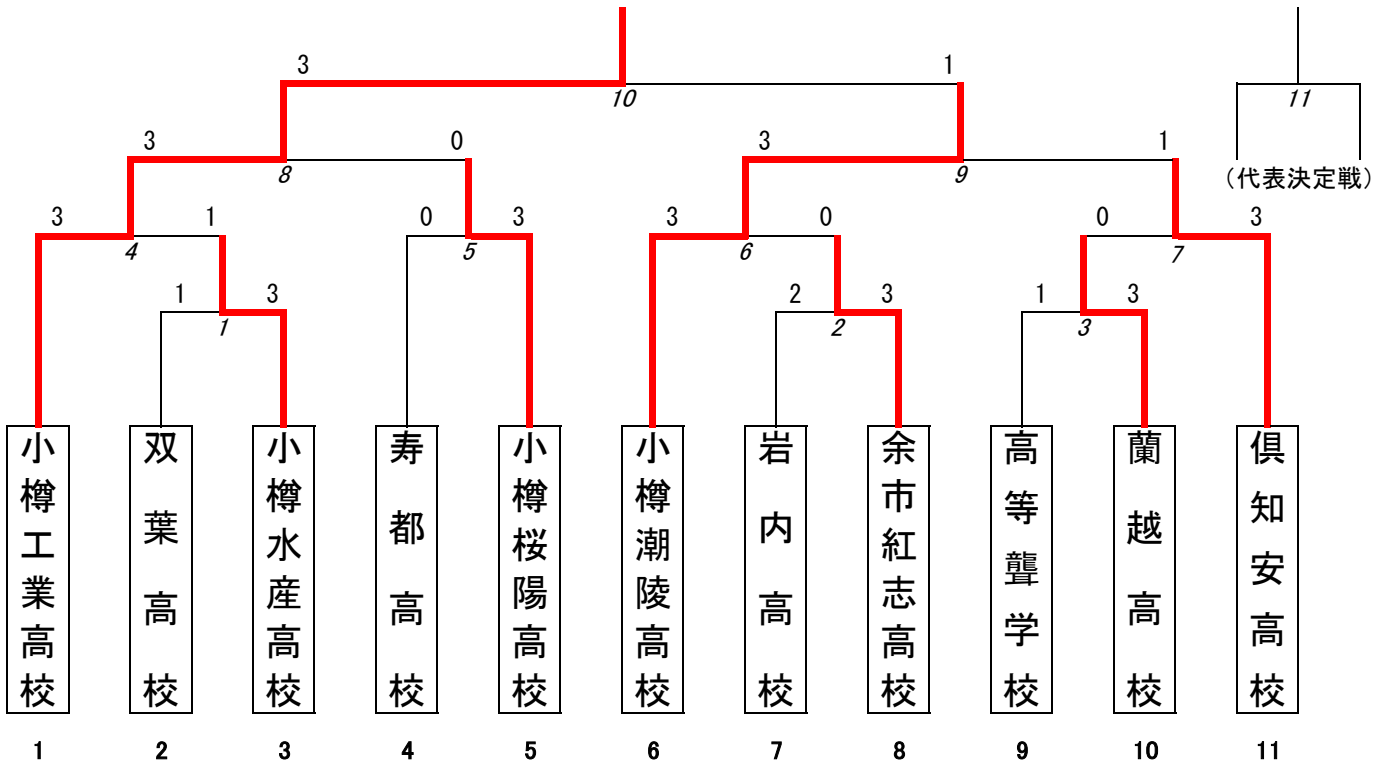 3 1
10 11
3 0 3 1
8 9
(代表決定戦)
3 1 0 3 3 0 0 3
4 5 6 7
1 3 2 3 1 3
1 2 3
小樽工業高校
双葉高校
小樽水産高校
寿都高校
小樽桜陽高校
小樽潮陵高校
岩内高校
余市紅志高校
高等聾学校
蘭越高校
倶知安高校
1 2 3 4 5 6 7 8 9 10 11